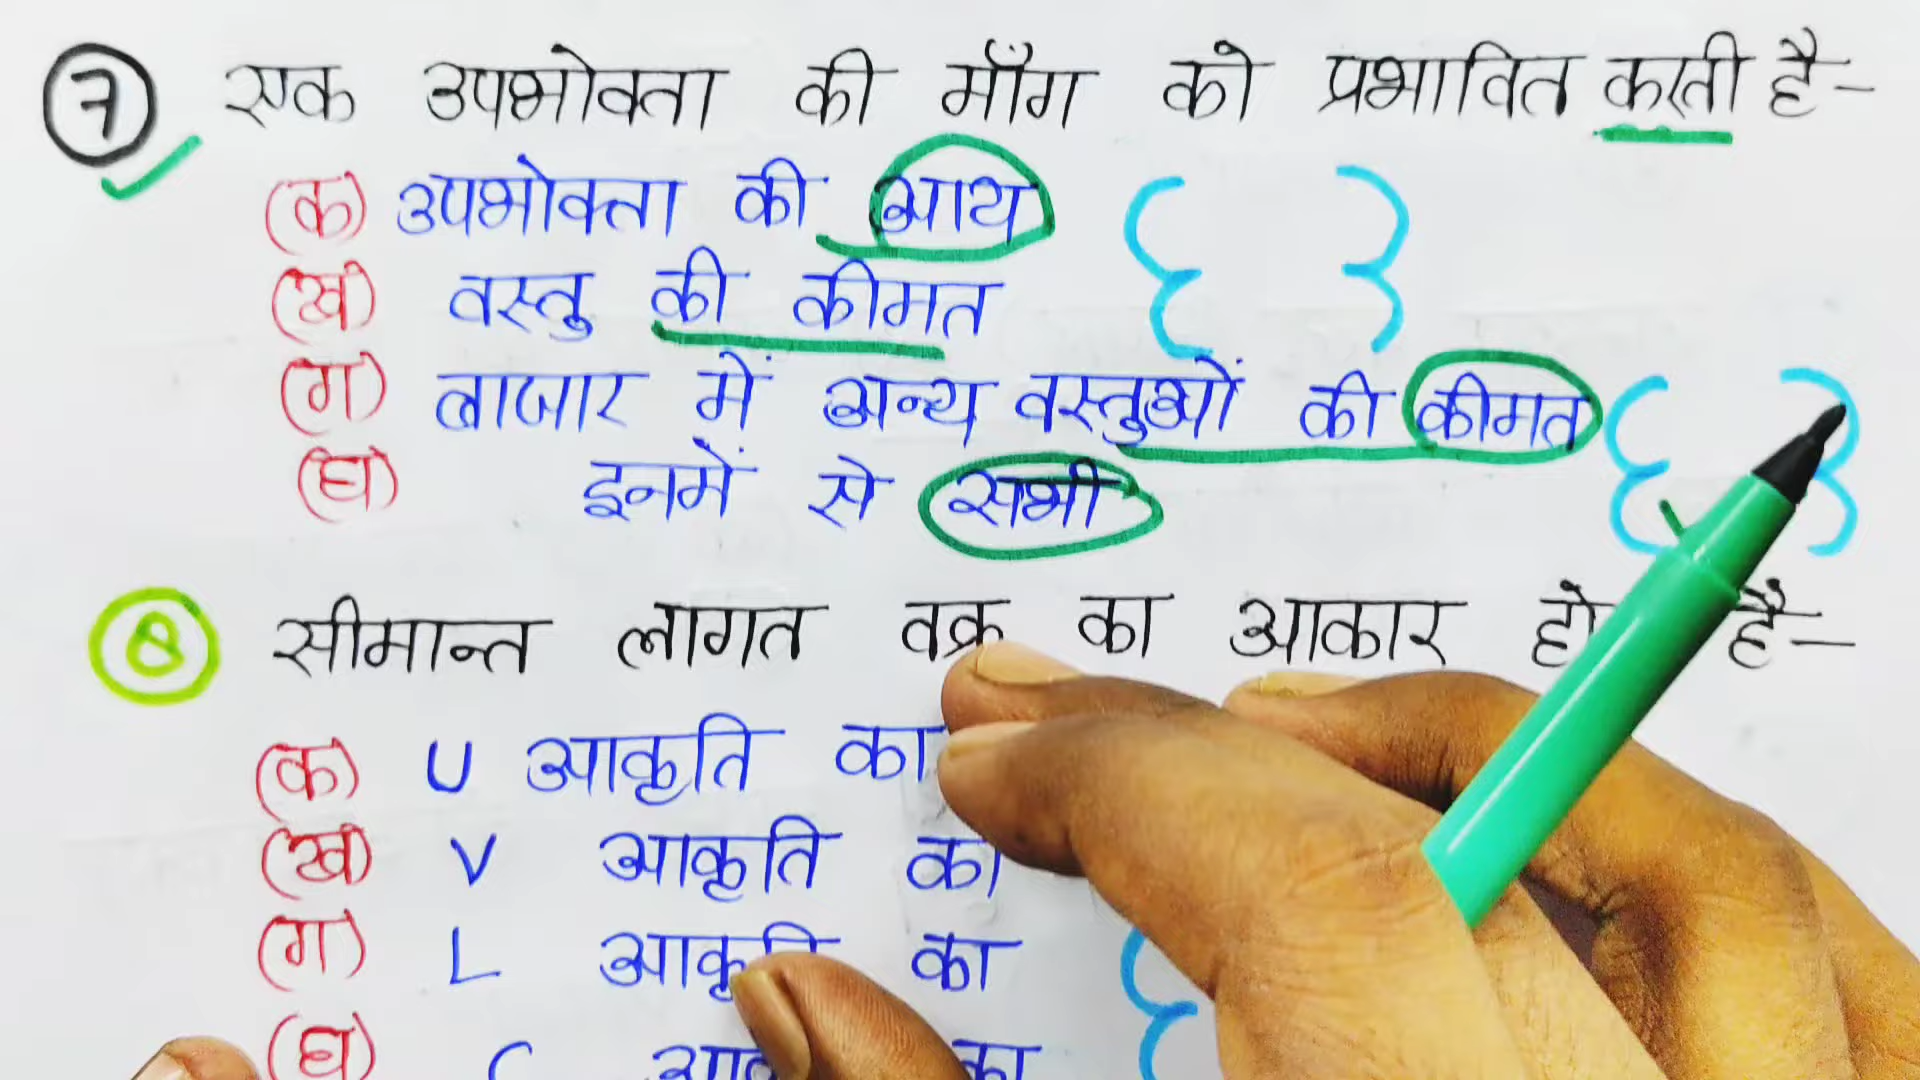 7 एक उपभोक्ता की माँग को प्रभावित करती है-
(क) उपभोक्ता की आय
(ख) वस्तु की कीमत
(ग) बाजार में अन्य वस्तुओं की कीमत
(घ) इनमें से सभी
8 सीमान्त लागत वक्र का आकार है-
(क) U आकृति का
(ख) V आकृति का
(ग) L आकृति का
(घ) का